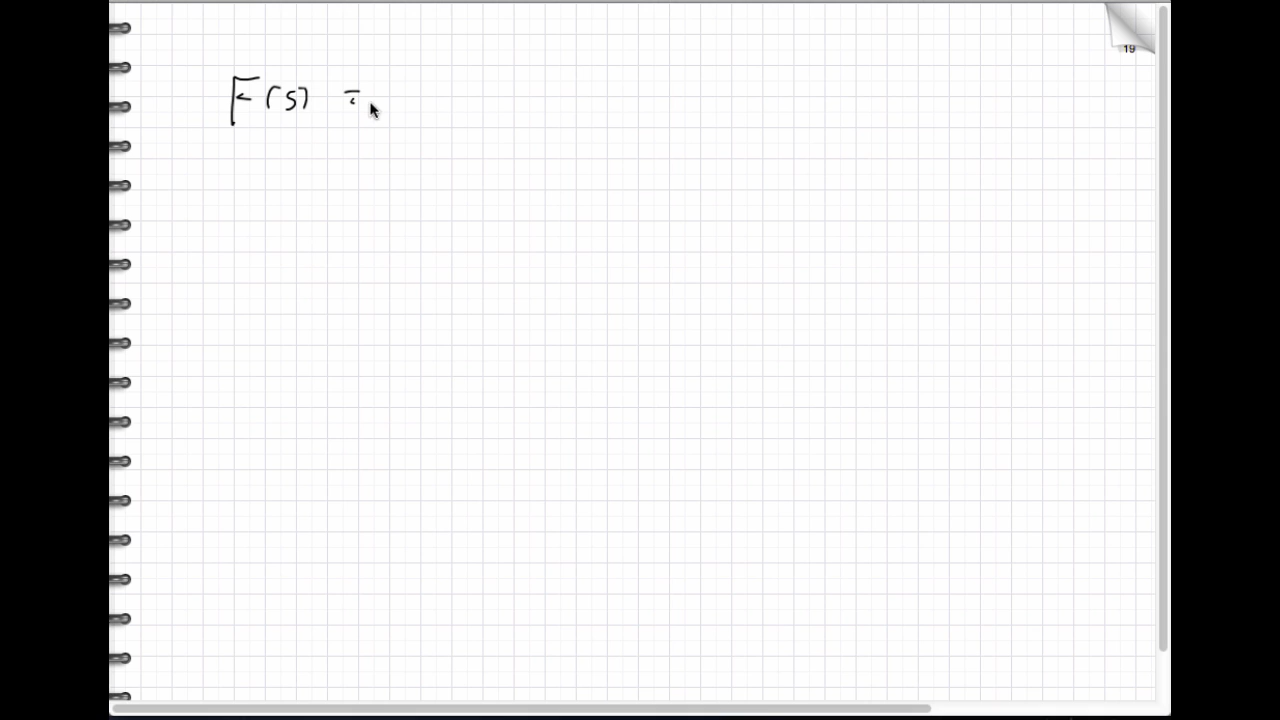 19
F(s) =